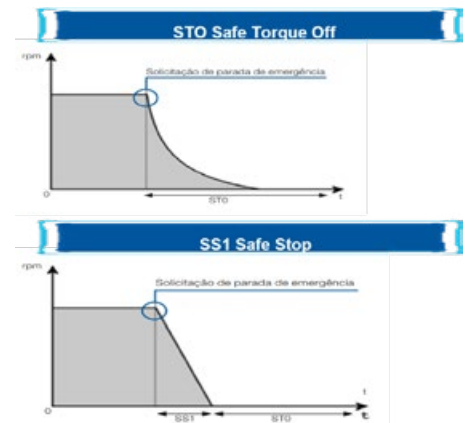 STO Safe Torque Off
rpm
Solicitação de parada de emergência
0
t
STO
SS1 Safe Stop
rpm
Solicitação de parada de emergência
t
0
t
SS1
STO